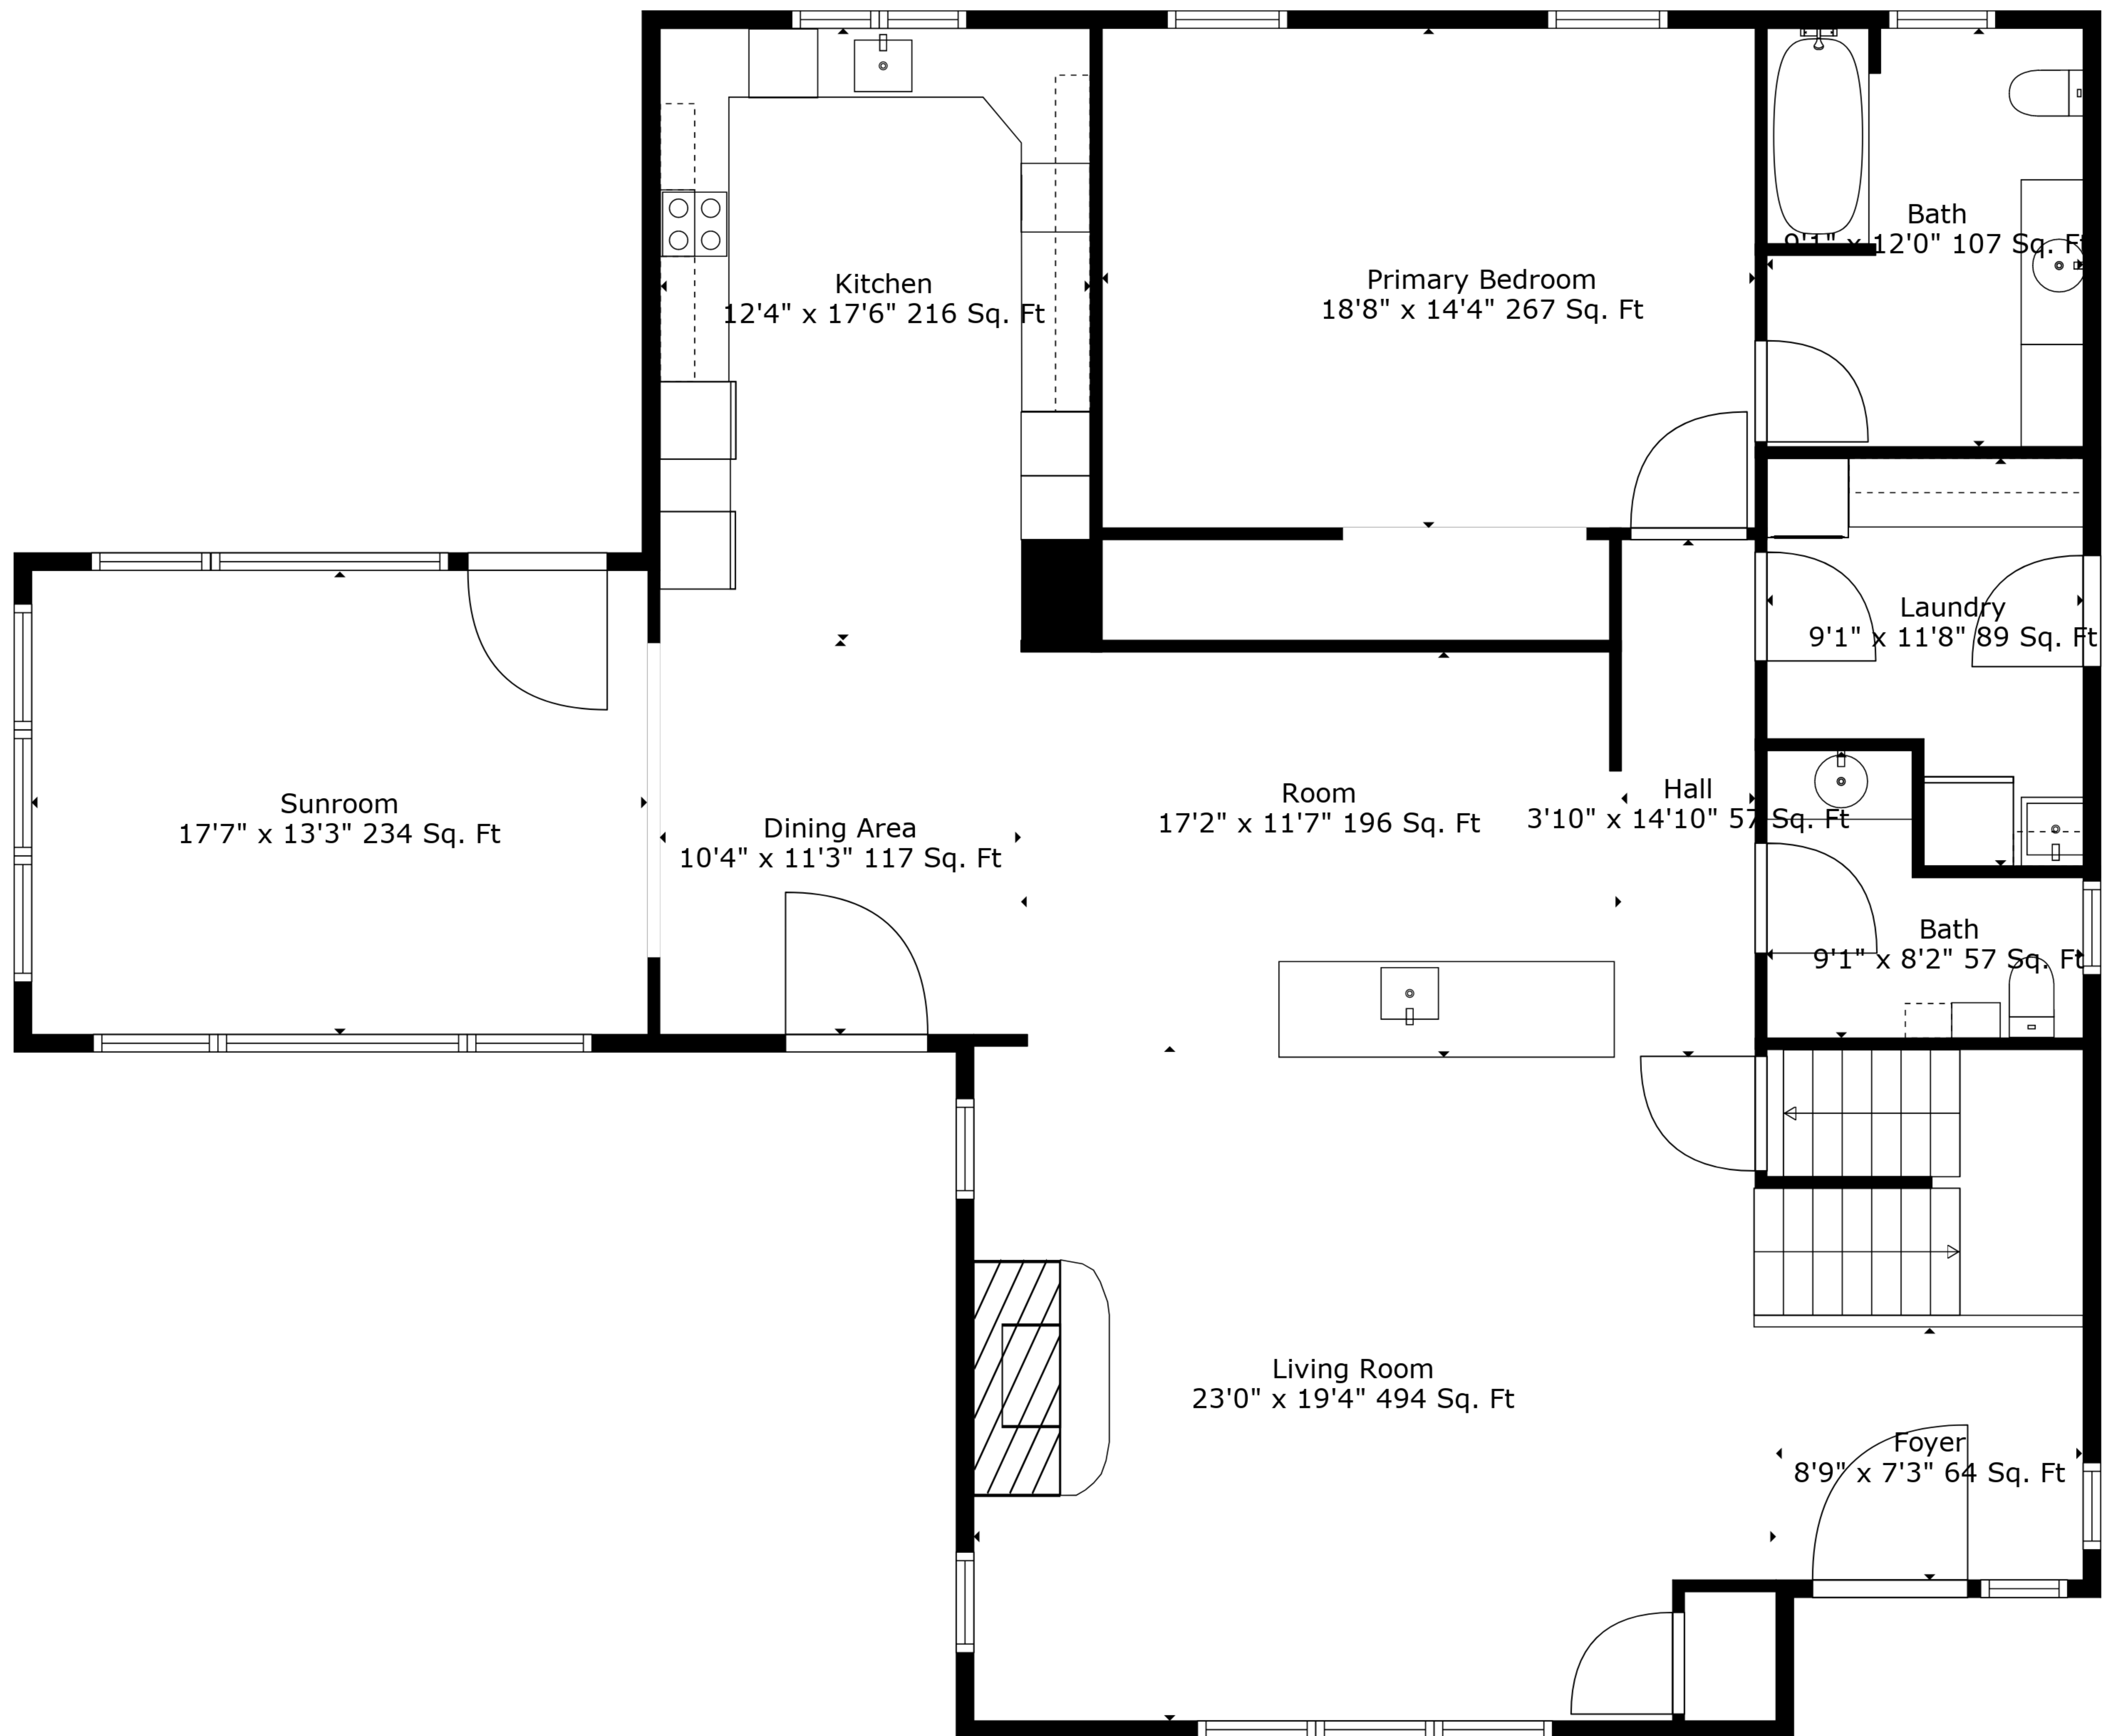 Bath
9'1" x 12'0" 107 Sq. Ft
Kitchen
12'4" x 17'6" 216 Sq. Ft
Primary Bedroom
18'8" x 14'4" 267 Sq. Ft
Laundry
9'1" x 11'8" 89 Sq. Ft
Sunroom
17'7" x 13'3" 234 Sq. Ft
Dining Area
10'4" x 11'3" 117 Sq. Ft
Room
17'2" x 11'7" 196 Sq. Ft
Hall
3'10" x 14'10" 57 Sq. Ft
Bath
9'1" x 8'2" 57 Sq. Ft
Living Room
23'0" x 19'4" 494 Sq. Ft
Foyer
8'9" x 7'3" 64 Sq. Ft